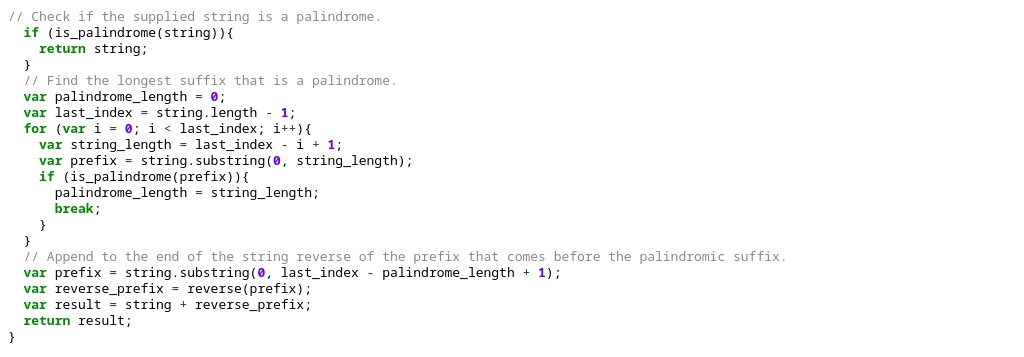 // Check if the supplied string is a palindrome.
  if (is_palindrome(string)){
    return string;
  }
  // Find the longest suffix that is a palindrome.
  var palindrome_length = 0;
  var last_index = string.length - 1;
  for (var i = 0; i < last_index; i++){
    var string_length = last_index - i + 1;
    var prefix = string.substring(0, string_length);
    if (is_palindrome(prefix)){
      palindrome_length = string_length;
      break;
    }
  }
  // Append to the end of the string reverse of the prefix that comes before the palindromic suffix.
  var prefix = string.substring(0, last_index - palindrome_length + 1);
  var reverse_prefix = reverse(prefix);
  var result = string + reverse_prefix;
  return result;
}